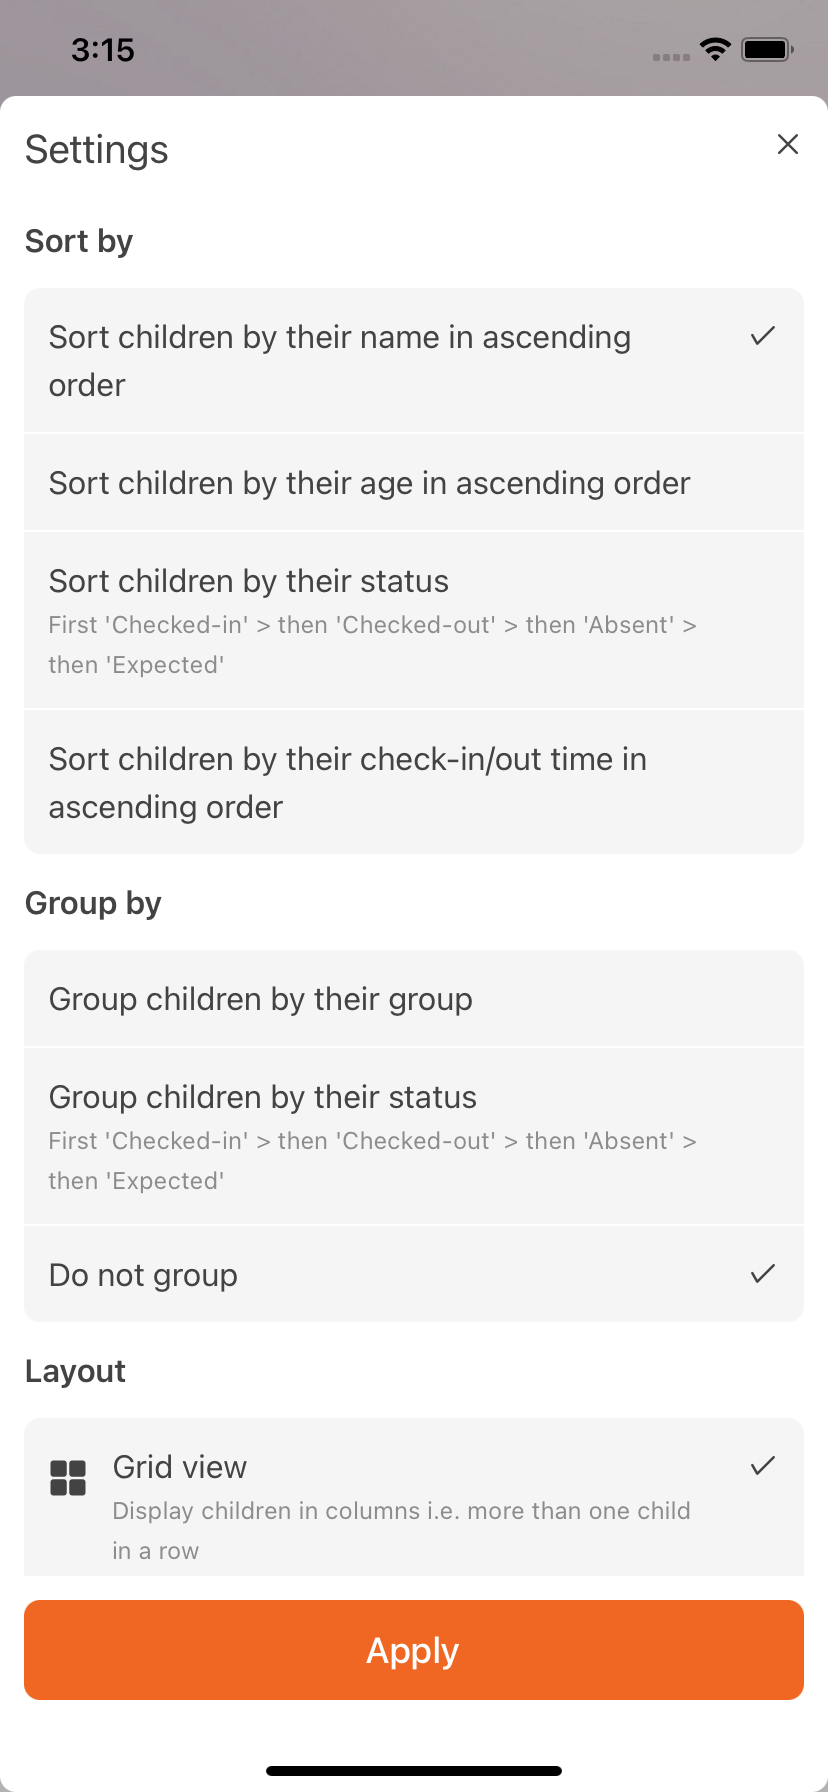 3:15
Settings
Sort by
Sort children by their name in ascending
order
Sort children by their age in ascending order
Sort children by their status
First 'Checked-in' > then 'Checked-out' > then 'Absent' >
then 'Expected'
Sort children by their check-in/out time in
ascending order
Group by
Group children by their group
Group children by their status
First 'Checked-in' > then 'Checked-out' > then 'Absent' >
then 'Expected'
Do not group
Layout
Grid view
Display children in columns i.e. more than one child
in a row
Apply